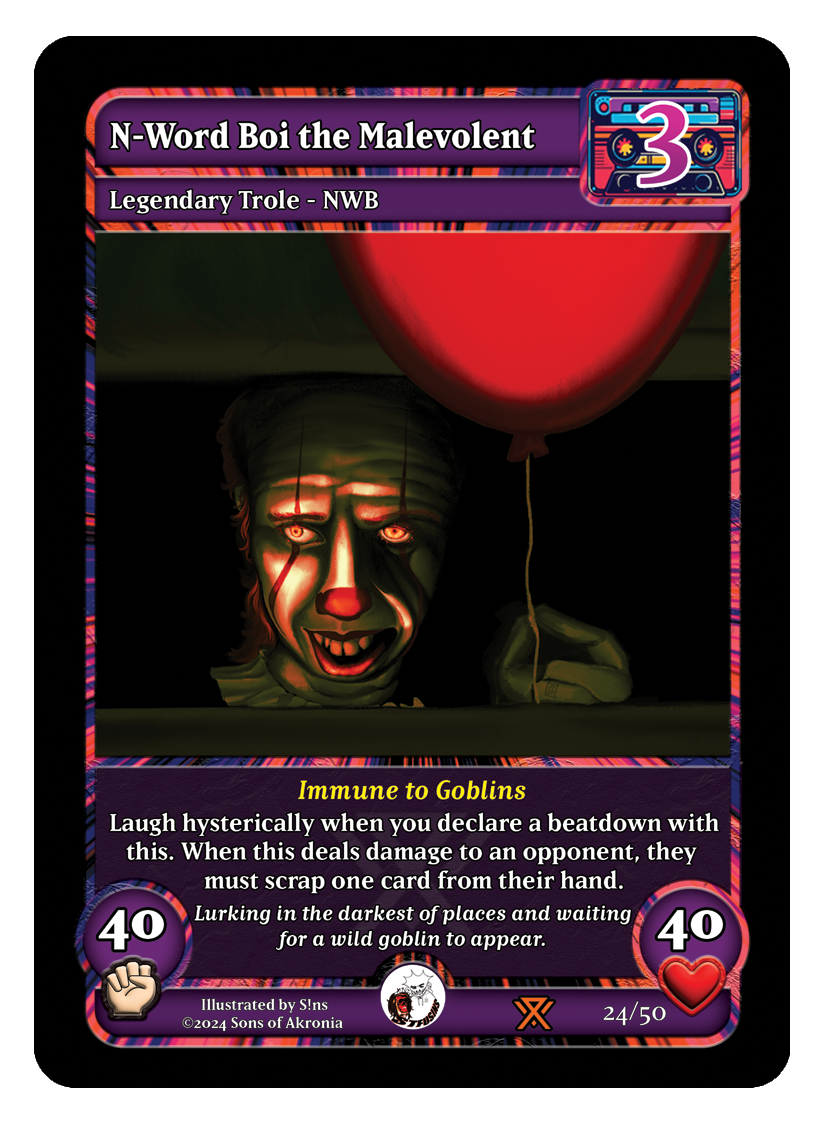 N-Word Boi the Malevolent
3
Legendary Trole - NWB
Immune to Goblins
Laugh hysterically when you declare a beatdown with
this. When this deals damage to an opponent, they
must scrap one card from their hand.
Lurking in the darkest of places and waiting
for a wild goblin to appear.
40
40
Illustrated by S!ns
©2024 Sons of Akronia
24/50